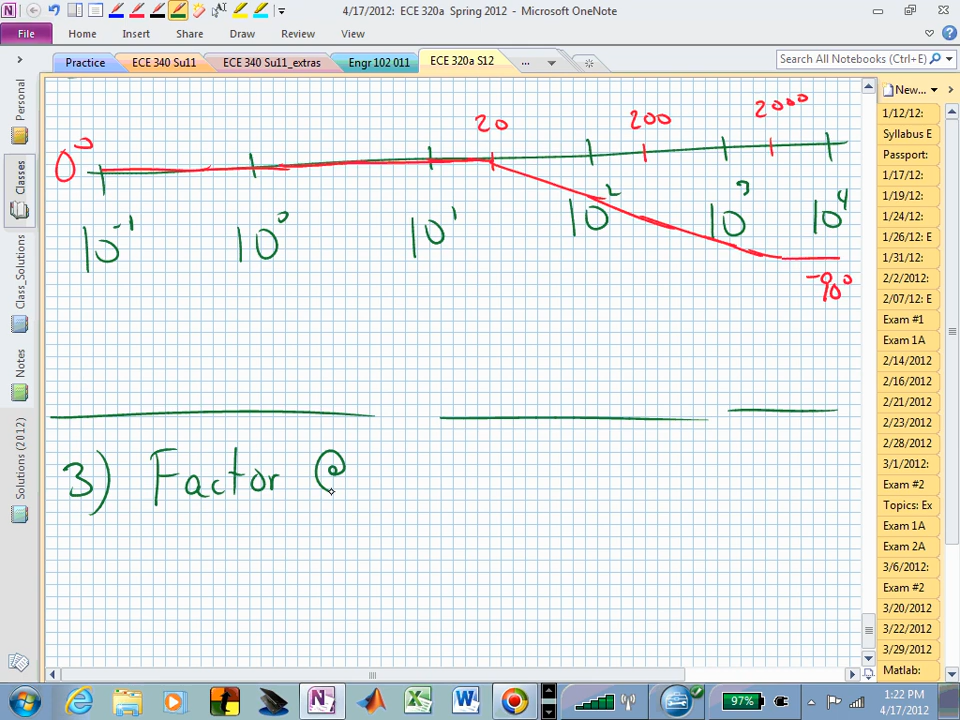 4/17/2012: ECE 320a Spring 2012 - Microsoft OneNote
File Home Insert Share Draw Review View
Practice ECE 340 Su11 ECE 340 Su11_extras Engr 102 011 ECE 320a S12 ... Search All Notebooks (Ctrl+E)
Personal
Classes
Class_Solutions
Notes
Solutions (2012)
20 200 2000
0°
10⁻¹ 10⁰ 10¹ 10² 10³ 10⁴
-90°
3) Factor @
New...
1/12/12:
Syllabus E
Passport:
1/17/12:
1/19/12:
1/24/12:
1/26/12: E
1/31/12:
2/2/2012:
2/07/12: E
Exam #1
Exam 1A
2/14/2012
2/16/2012
2/21/2012
2/23/2012
2/28/2012
3/1/2012:
Exam #2
Topics: Ex
Exam 1A
Exam 2A
3/6/2012:
Exam #2
3/20/2012
3/22/2012
3/29/2012
Matlab:
97%
1:22 PM
4/17/2012